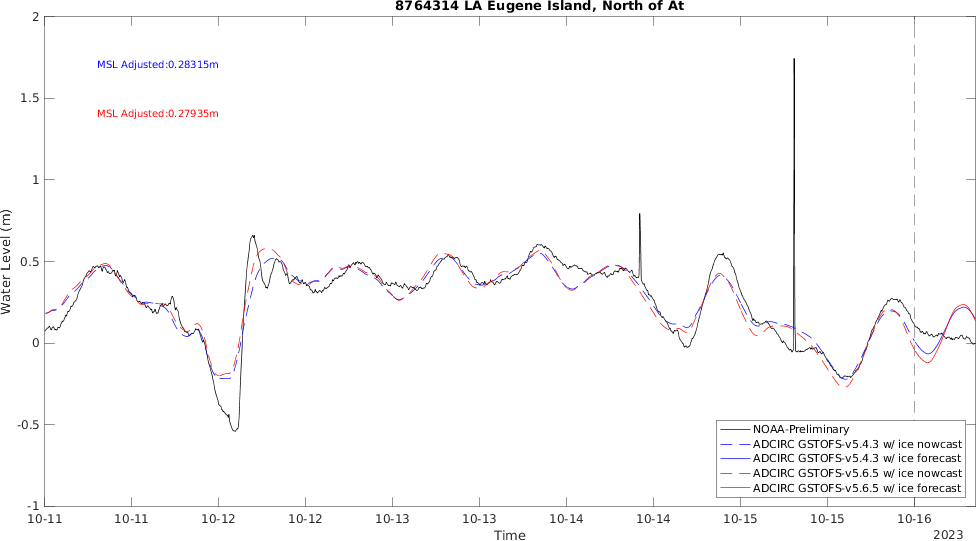 8764314 LA Eugene Island, North of At
MSL Adjusted:0.28315m
MSL Adjusted:0.27935m
Water Level (m)
2
1.5
1
0.5
0
-0.5
-1
NOAA-Preliminary
ADCIRC GSTOFS-v5.4.3 w/ ice nowcast
ADCIRC GSTOFS-v5.4.3 w/ ice forecast
ADCIRC GSTOFS-v5.6.5 w/ ice nowcast
ADCIRC GSTOFS-v5.6.5 w/ ice forecast
10-11 10-11 10-12 10-12 10-13 10-13 10-14 10-14 10-15 10-15 10-16
Time
2023